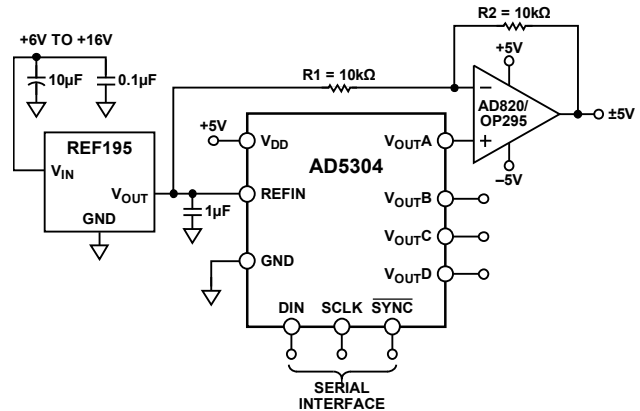 R2 = 10kΩ
+6V TO +16V
+5V
10µF
0.1µF
R1 = 10kΩ
AD820/
OP295
±5V
REF195
+5V
VDD
AD5304
VOUTA
−5V
VIN
VOUT
REFIN
VOUTB
1µF
GND
VOUTC
GND
VOUTD
DIN
SCLK
SYNC
SERIAL
INTERFACE
−
+